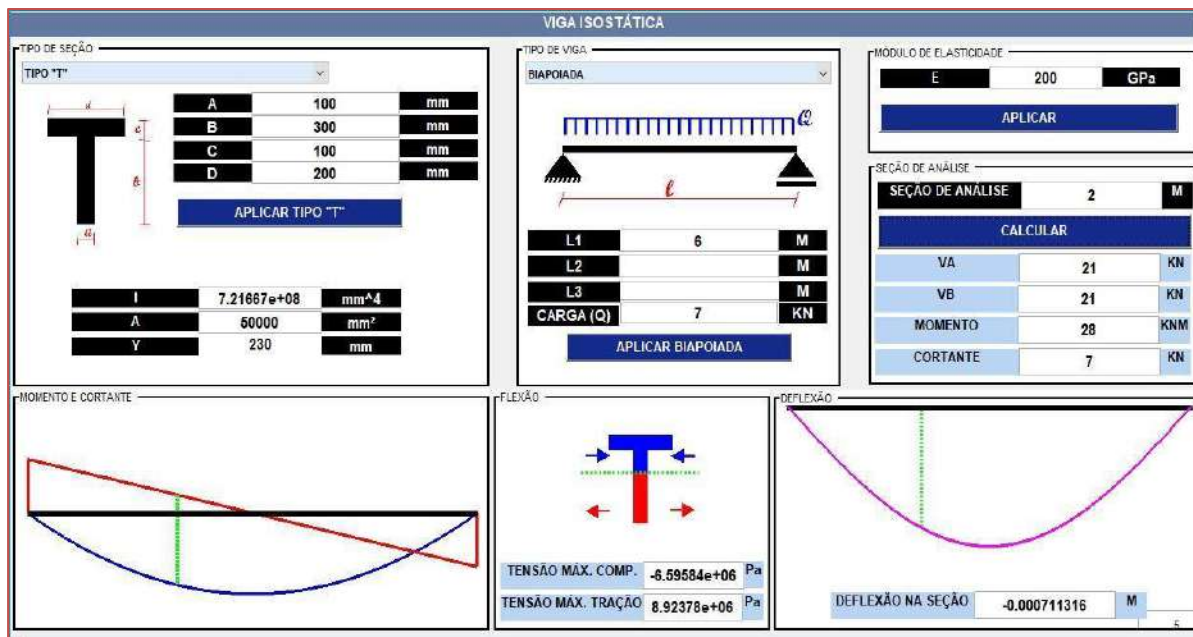 VIGA ISOSTÁTICA
TIPO DE SEÇÃO
TIPO "T"
d
c
b
a
A 100 mm
B 300 mm
C 100 mm
D 200 mm
APLICAR TIPO "T"
I 7.21667e+08 mm^4
A 50000 mm²
Y 230 mm
TIPO DE VIGA
BIAPOIADA
Q
ℓ
L1 6 M
L2 M
L3 M
CARGA (Q) 7 KN
APLICAR BIAPOIADA
MODULO DE ELASTICIDADE
E 200 GPa
APLICAR
SEÇÃO DE ANÁLISE
SEÇÃO DE ANÁLISE 2 M
CALCULAR
VA 21 KN
VB 21 KN
MOMENTO 28 KNM
CORTANTE 7 KN
MOMENTO E CORTANTE
FLEXÃO
TENSÃO MÁX. COMP. -6.59584e+06 Pa
TENSÃO MÁX. TRAÇÃO 8.92378e+06 Pa
DEFLEXÃO
DEFLEXÃO NA SEÇÃO -0.000711316 M
5